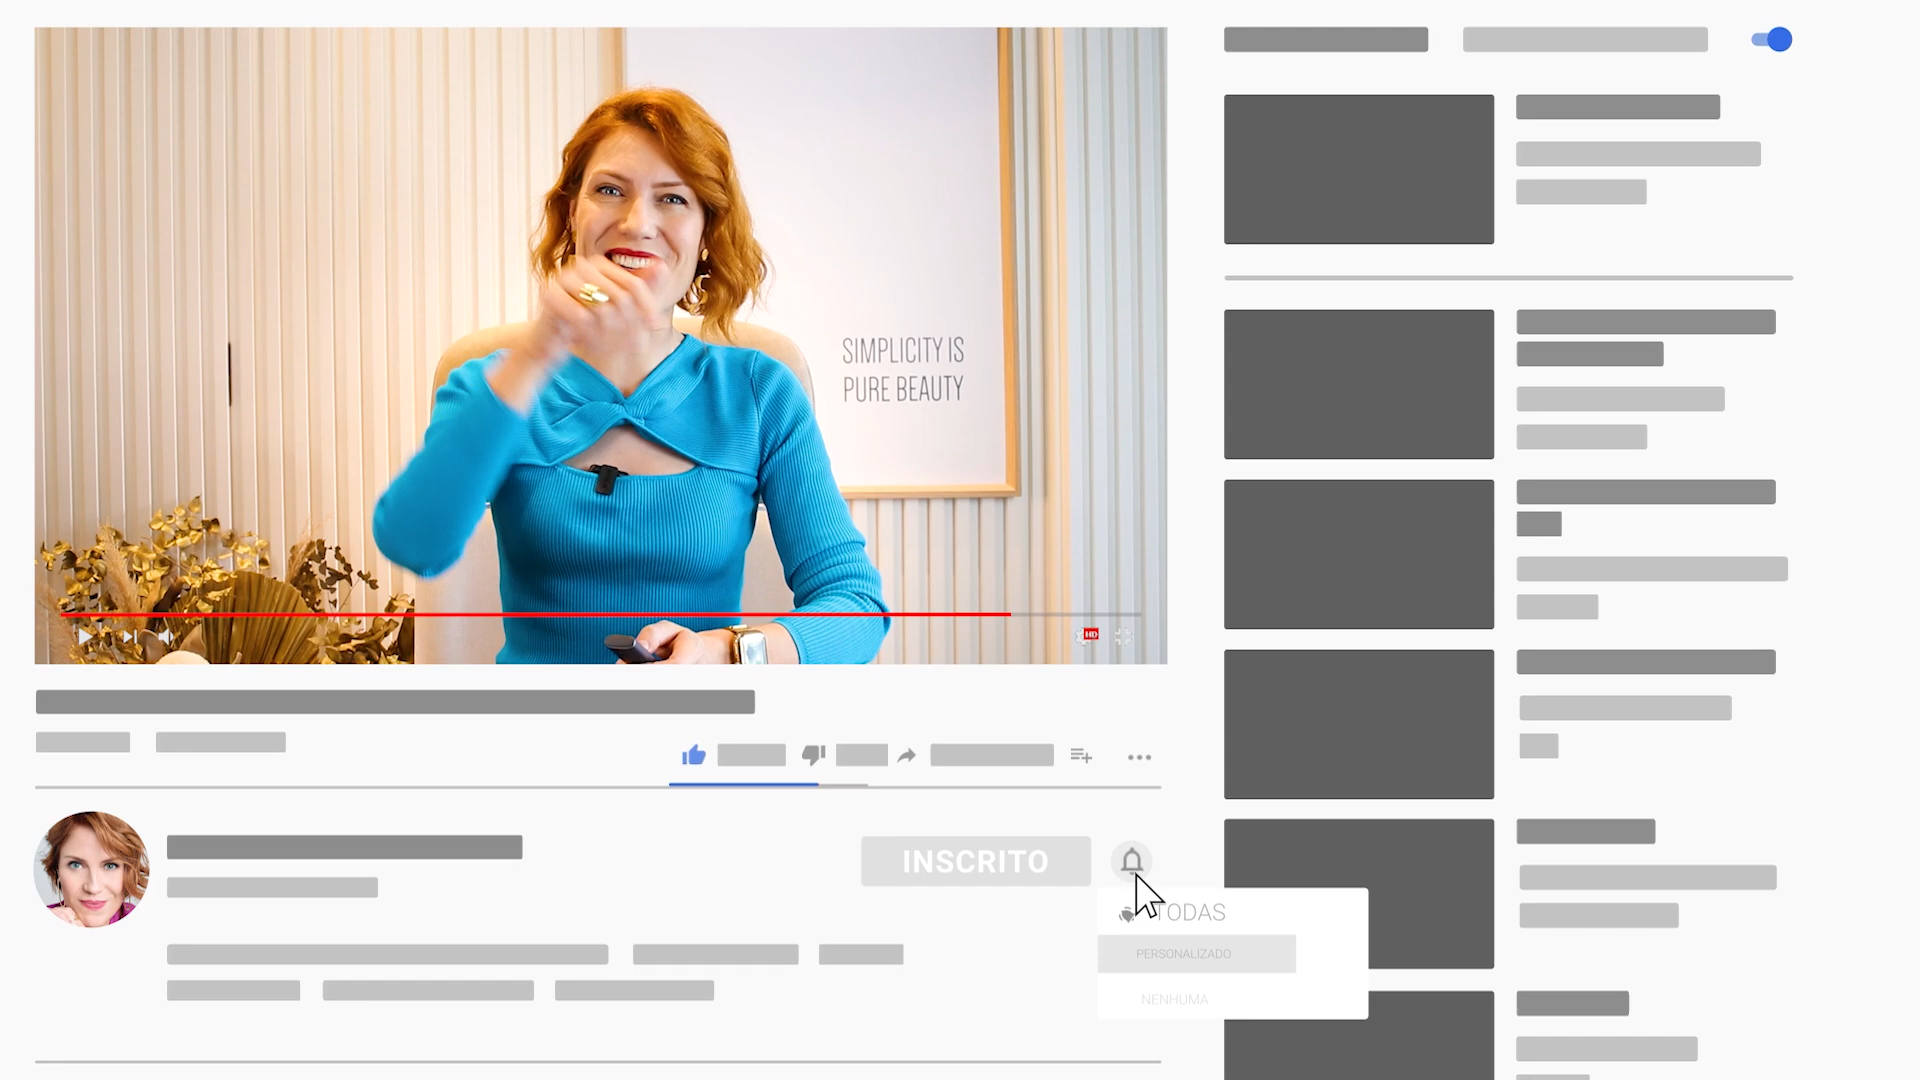 SIMPLICITY IS
PURE BEAUTY
HD
INSCRITO
TODAS
PERSONALIZADO
NENHUMA